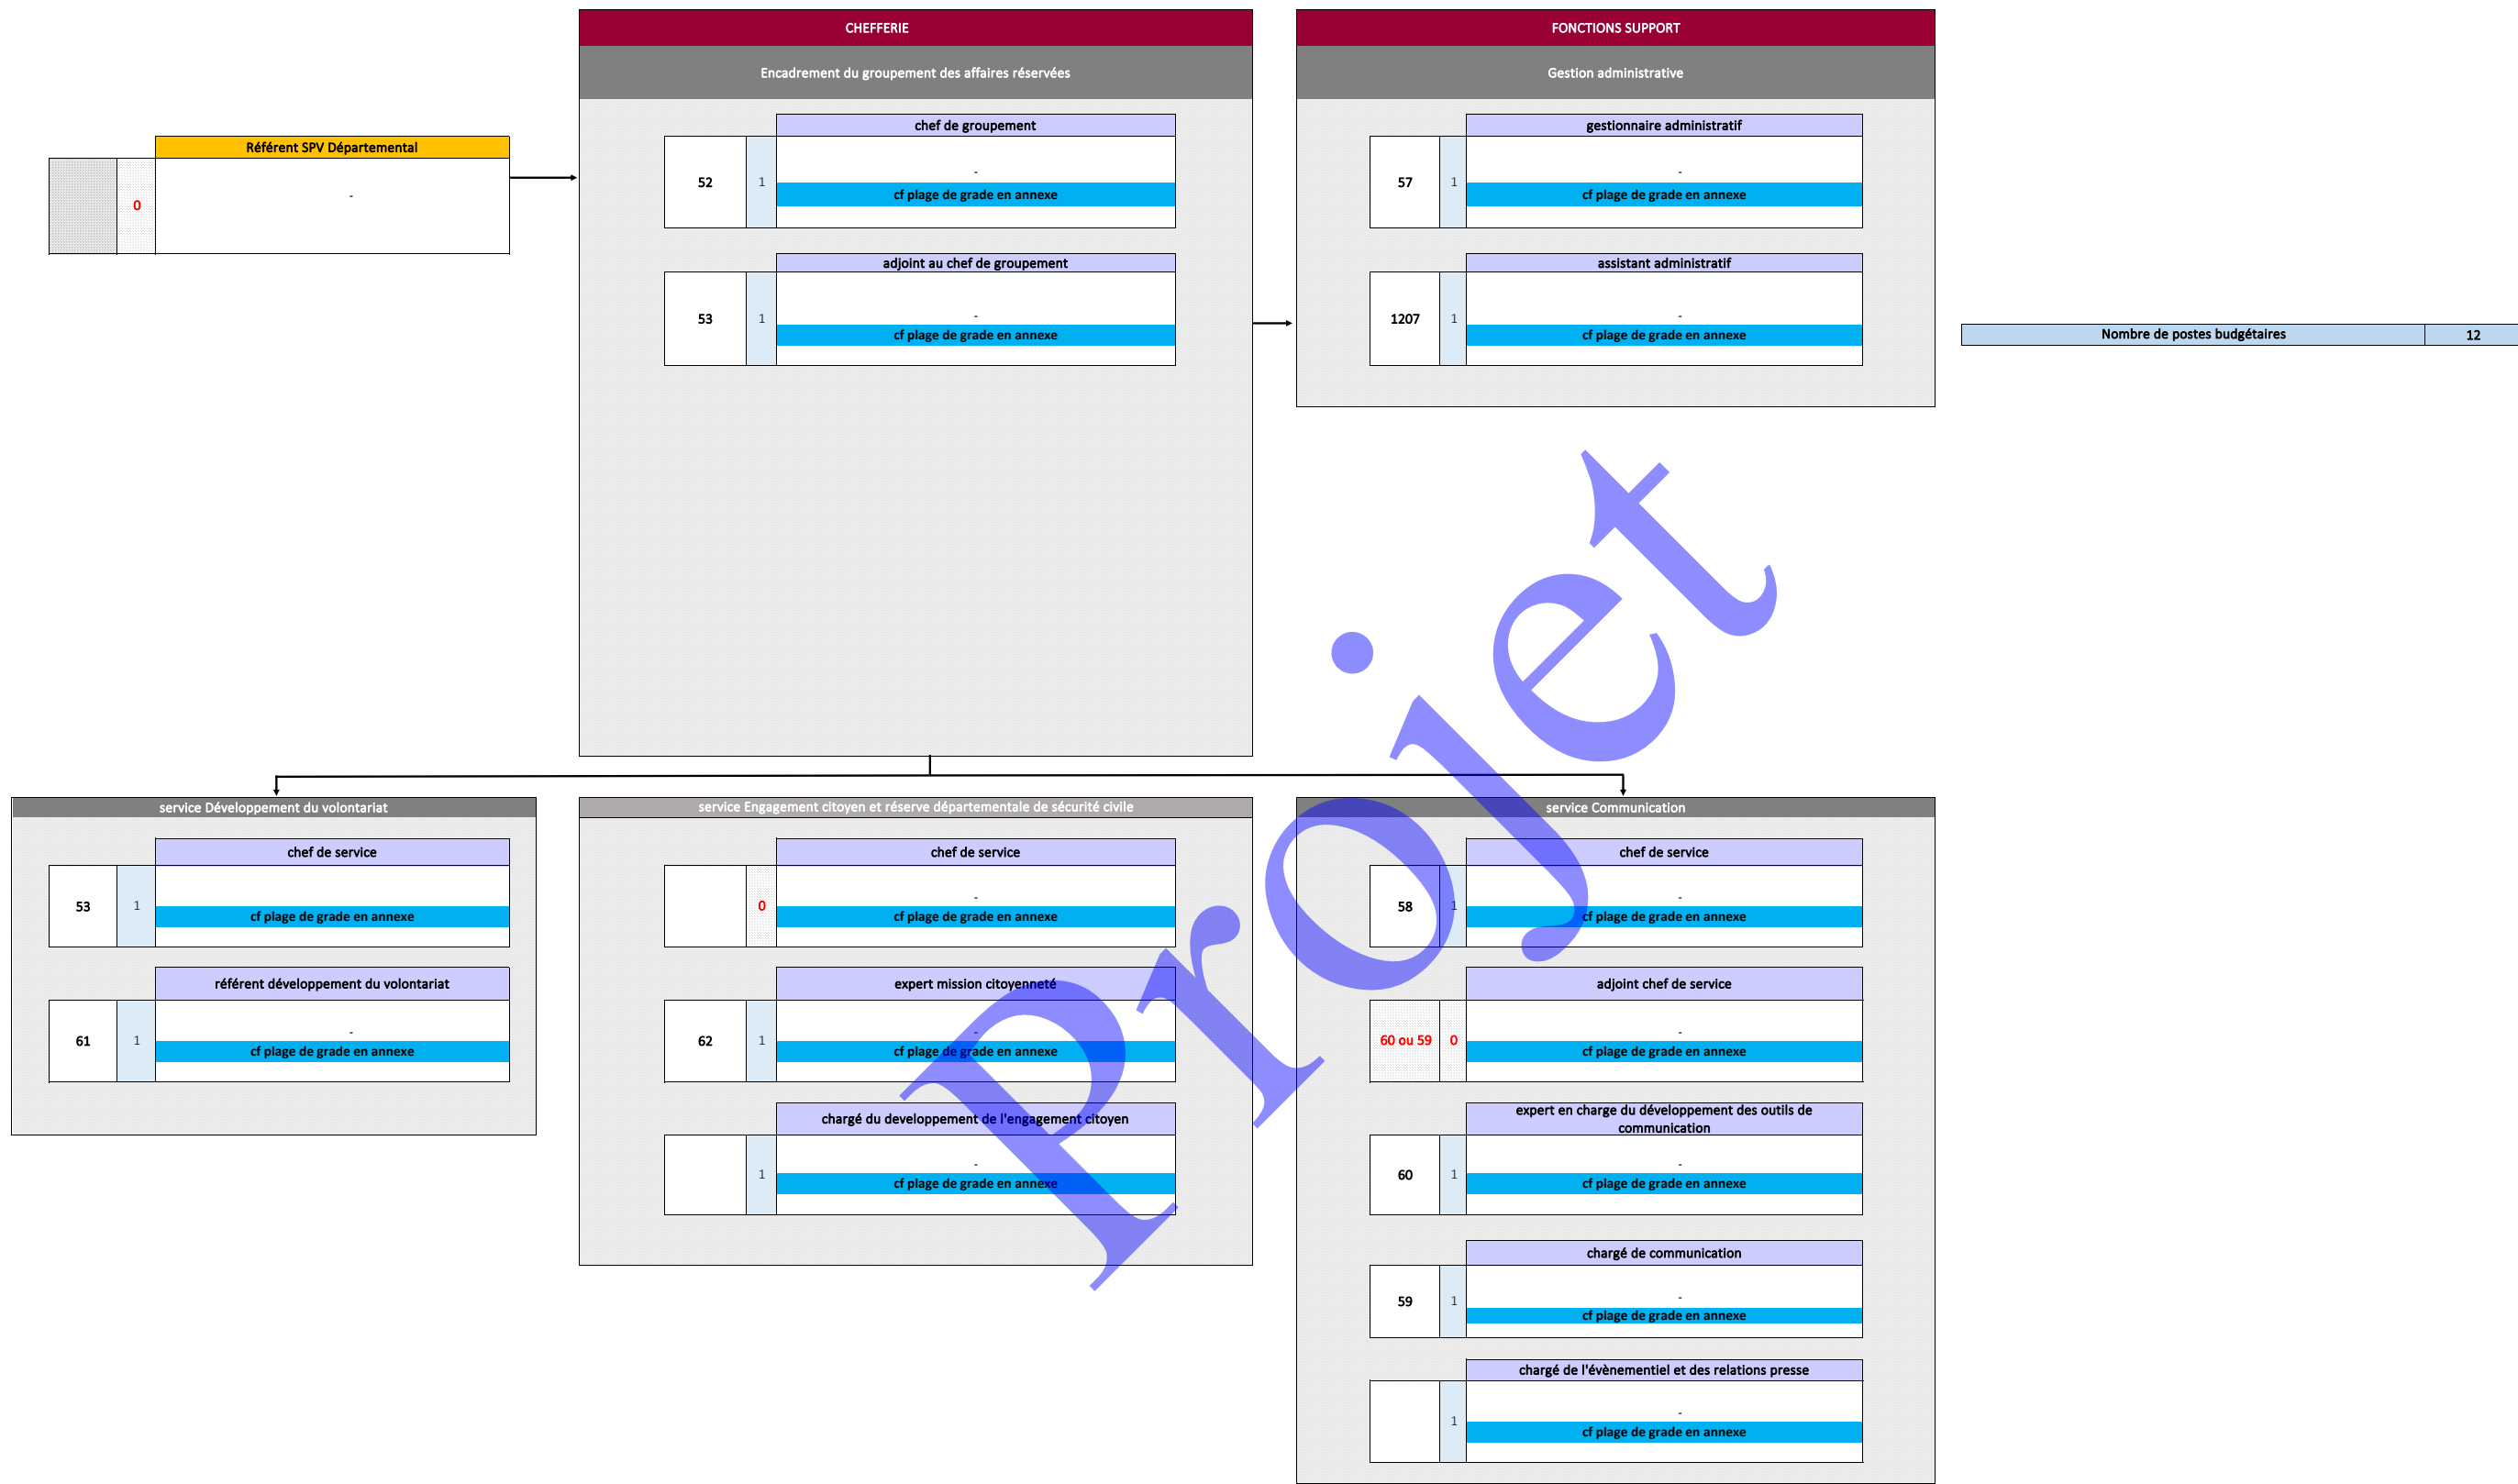 CHEFFERIE
Encadrement du groupement des affaires réservées
chef de groupement
52 1 -
cf plage de grade en annexe
adjoint au chef de groupement
53 1 -
cf plage de grade en annexe
FONCTIONS SUPPORT
Gestion administrative
gestionnaire administratif
57 1 -
cf plage de grade en annexe
assistant administratif
1207 1 -
cf plage de grade en annexe
Référent SPV Départemental
0 -
Nombre de postes budgétaires 12
service Développement du volontariat
chef de service
53 1
cf plage de grade en annexe
référent développement du volontariat
61 1 -
cf plage de grade en annexe
service Engagement citoyen et réserve départementale de sécurité civile
chef de service
0 -
cf plage de grade en annexe
expert mission citoyenneté
62 1 -
cf plage de grade en annexe
chargé du developpement de l'engagement citoyen
1 -
cf plage de grade en annexe
service Communication
chef de service
58 1 -
cf plage de grade en annexe
adjoint chef de service
60 ou 59 0 -
cf plage de grade en annexe
expert en charge du développement des outils de
communication
60 1 -
cf plage de grade en annexe
chargé de communication
59 1 -
cf plage de grade en annexe
chargé de l'évènementiel et des relations presse
1 -
cf plage de grade en annexe
Projet